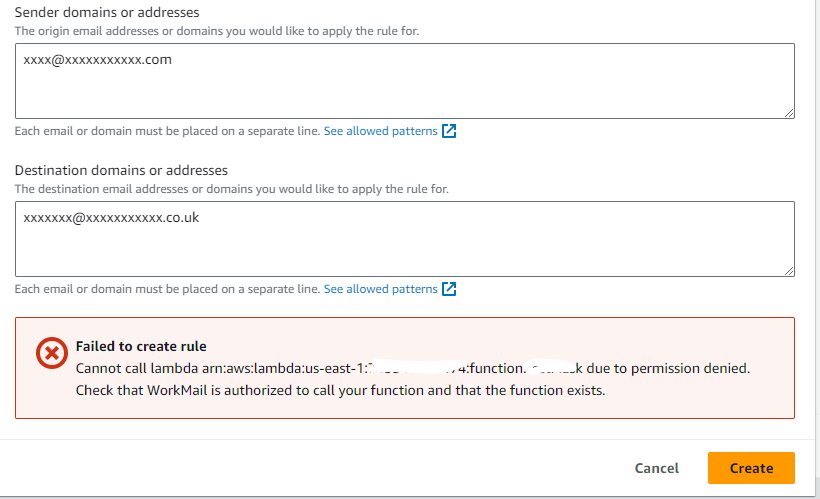 Sender domains or addresses
The origin email addresses or domains you would like to apply the rule for.
xxxx@xxxxxxxxxxx.com
Each email or domain must be placed on a separate line. See allowed patterns
Destination domains or addresses
The destination email addresses or domains you would like to apply the rule for.
xxxxxxx@xxxxxxxxxxx.co.uk
Each email or domain must be placed on a separate line. See allowed patterns
Failed to create rule
Cannot call lambda arn:aws:lambda:us-east-1: 4:function: due to permission denied.
Check that WorkMail is authorized to call your function and that the function exists.
Cancel
Create